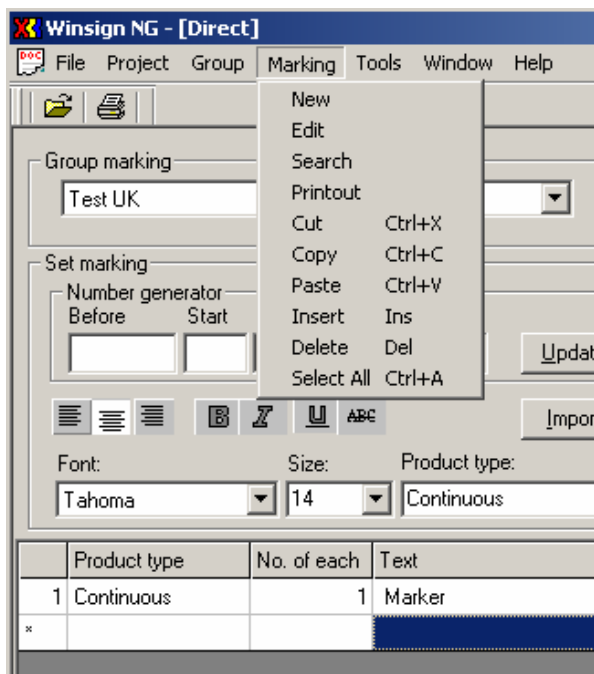 Winsign NG - [Direct]
DOC File Project Group Marking Tools Window Help
New
Edit
Search
Printout
Cut Ctrl+X
Copy Ctrl+C
Paste Ctrl+V
Insert Ins
Delete Del
Select All Ctrl+A
Group marking
Test UK
Set marking
Number generator
Before Start
Updat
B I U ABC
Impor
Font: Size: Product type:
Tahoma 14 Continuous
Product type No. of each Text
1 Continuous 1 Marker
*